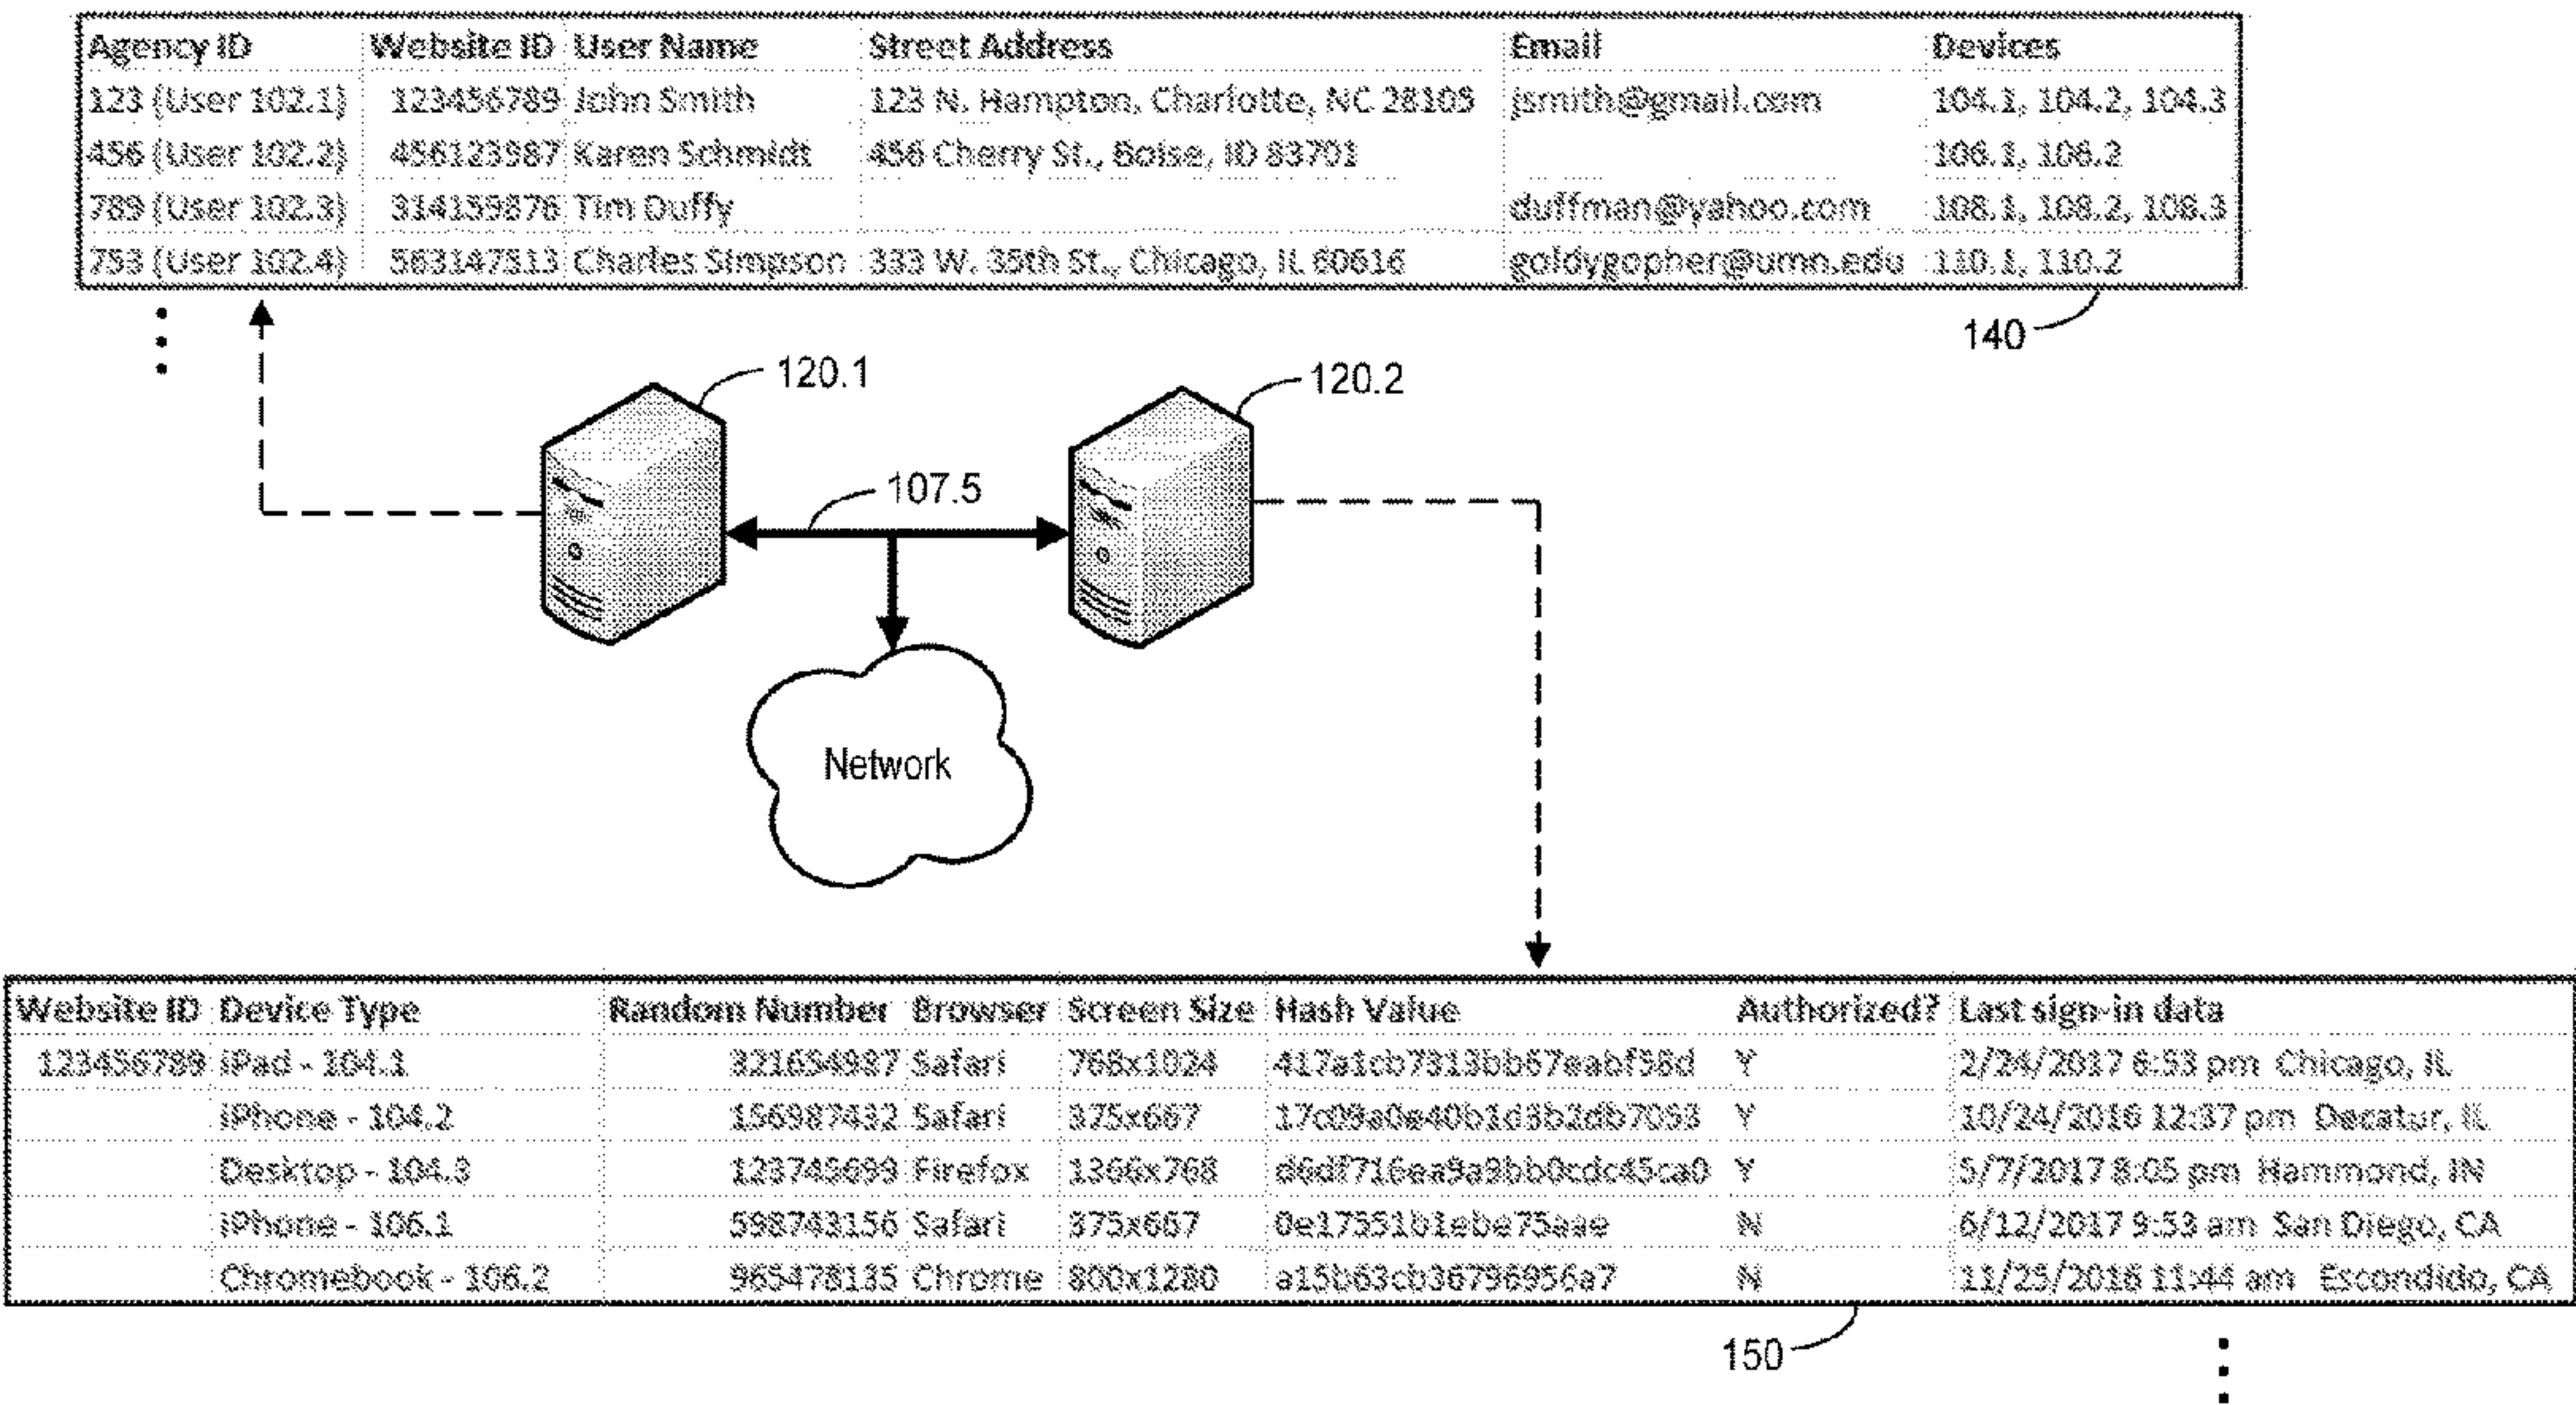 Agency ID Website ID User Name Street Address Email Devices
123 (User 102.1) 123456789 John Smith 123 N. Hampton, Charlotte, NC 28105 jsmith@gmail.com 104.1, 104.2, 104.3
456 (User 102.2) 456123987 Karen Schmidt 456 Cherry St., Boise, ID 83701 106.1, 106.2
789 (User 102.3) 314159876 Tim Duffy duffman@yahoo.com 108.1, 108.2, 108.3
753 (User 102.4) 563147513 Charles Simpson 333 W. 35th St., Chicago, IL 60616 goldygopher@umn.edu 110.1, 110.2
140
120.1
120.2
107.5
Network
Website ID Device Type Random Number Browser Screen Size Hash Value Authorized? Last sign-in data
123456789 iPad - 104.1 321654987 Safari 768x1024 417a1cb7313bb67eabf58d Y 2/24/2017 6:53 pm Chicago, IL
iPhone - 104.2 156987432 Safari 375x667 17c09a0e40b1d3b2db7093 Y 10/24/2016 12:37 pm Decatur, IL
Desktop - 104.3 123745699 Firefox 1366x768 d6df716ea9a9bb0cdc45ca0 Y 5/7/2017 8:05 pm Hammond, IN
iPhone - 106.1 598743156 Safari 375x667 0e17551b1ebe75aae N 6/12/2017 9:53 am San Diego, CA
Chromebook - 106.2 965478135 Chrome 800x1280 a15b63cb36796956a7 N 11/25/2016 11:44 am Escondido, CA
150